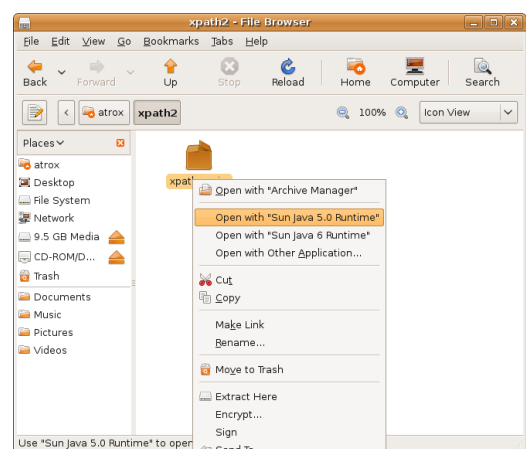 xpath2 - File Browser
File Edit View Go Bookmarks Tabs Help
Back Forward Up Stop Reload Home Computer Search
atrox xpath2 100% Icon View
Places
atrox
Desktop
File System
Network
9.5 GB Media
CD-ROM/D...
Trash
Documents
Music
Pictures
Videos
Open with "Archive Manager"
Open with "Sun Java 5.0 Runtime"
Open with "Sun Java 6 Runtime"
Open with Other Application...
Cut
Copy
Make Link
Rename...
Move to Trash
Extract Here
Encrypt...
Sign
Send To...
Use "Sun Java 5.0 Runtime" to open